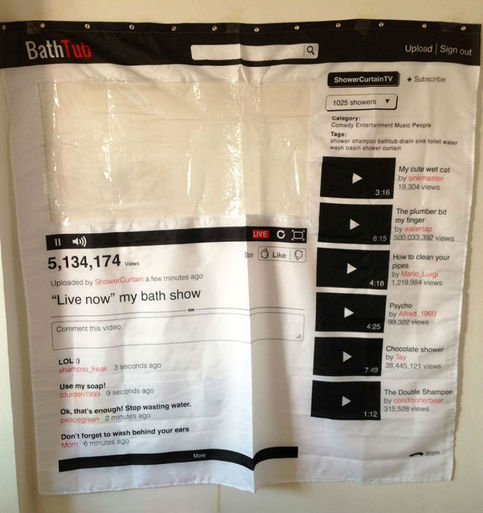 BathTub
Upload | Sign out
ShowerCurtainTV + Subscribe
1025 showers
Category:
Comedy Entertainment Music People
Tags:
shower shampoo bathtub drain sink toilet water
wash basin shower curtain
3:16
My cute wet cat
by sinkmaster
19,304 views
6:15
The plumber bit
my finger
by watertap
500,033,392 views
4:18
How to clean your
pipes
by Mario_Luigi
1,219,984 views
4:25
Psycho
by Alfred_1960
99,322 views
7:49
Chocolate shower
by Tay
38,445,121 views
1:12
The Double Shampoo
by conditionerbear
315,528 views
LIVE
5,134,174 Views
Like
Uploaded by ShowerCurtain a few minutes ago
“Live now” my bath show
Comment this video
LOL :)
shampoo_freak 3 seconds ago
Use my soap!
tdurden1999 9 seconds ago
Ok, that's enough! Stop wasting water.
peacegreen 2 minutes ago
Don't forget to wash behind your ears
Mom 6 minutes ago
More